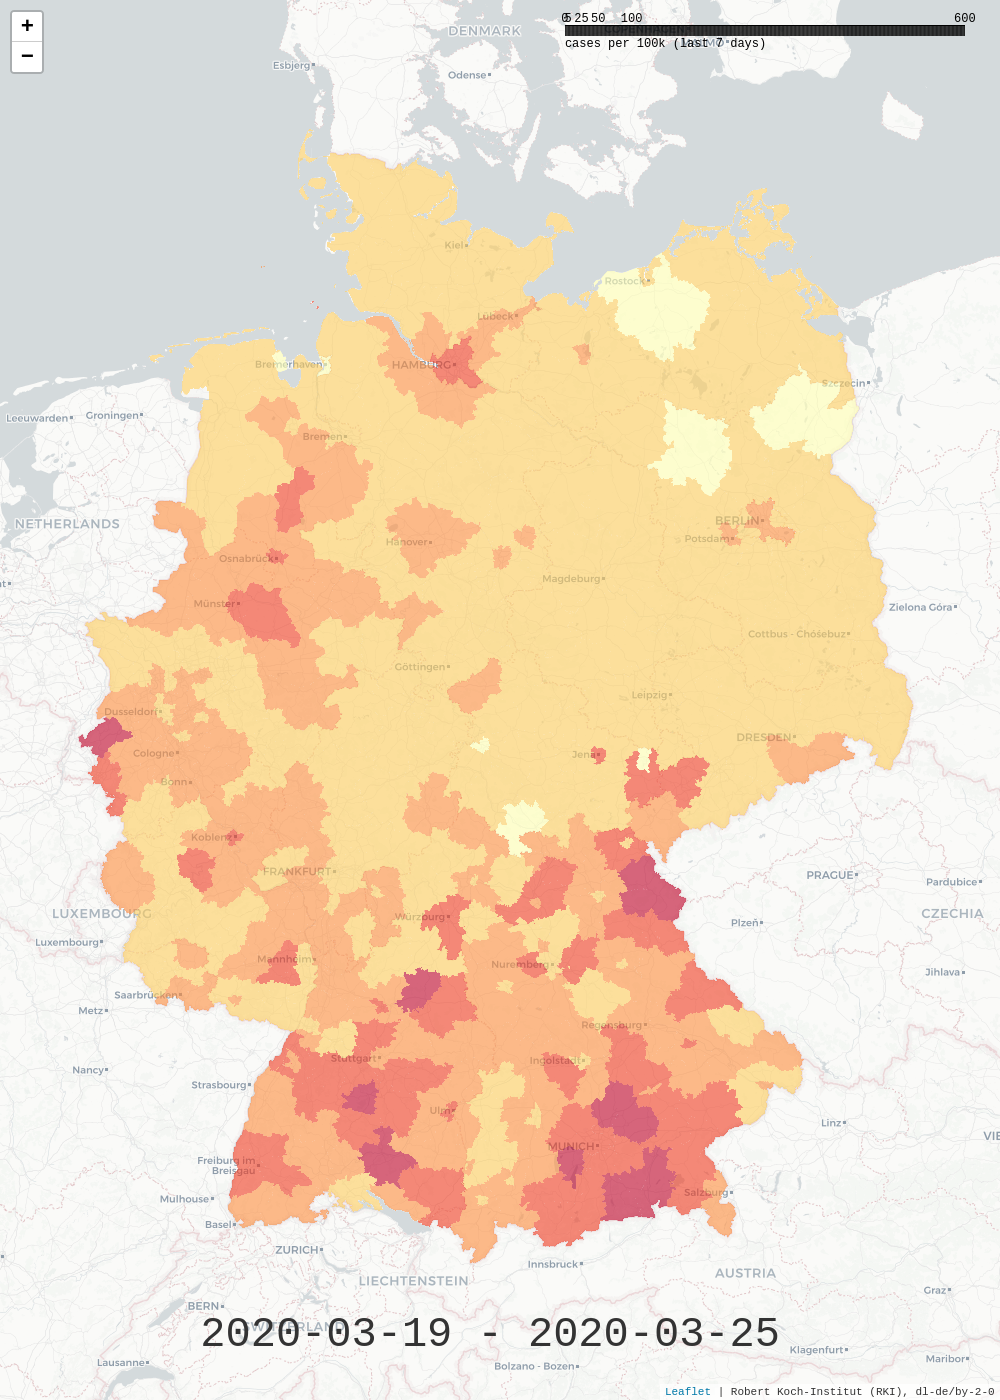 +
−
0 5 25 50 100 600
cases per 100k (last 7 days)
DENMARK
Esbjerg
Odense
Kiel
Rostock
Lübeck
Bremerhaven
HAMBURG
Szczecin
Leeuwarden
Groningen
Bremen
NETHERLANDS
BERLIN
Potsdam
Hanover
Osnabrück
Magdeburg
Münster
Zielona Góra
Cottbus - Chóśebuz
Göttingen
Leipzig
Dusseldorf
DRESDEN
Cologne
Jena
Bonn
Koblenz
FRANKFURT
PRAGUE
Pardubice
LUXEMBOURG
Würzburg
CZECHIA
Plzeň
Luxembourg
Mannheim
Nuremberg
Jihlava
Saarbrücken
Metz
Regensburg
Stuttgart
Ingolstadt
Nancy
Strasbourg
Ulm
Linz
MUNICH
Freiburg im
Breisgau
Mulhouse
Salzburg
Basel
ZURICH
Innsbruck
LIECHTENSTEIN
AUSTRIA
Graz
BERN
SWITZERLAND
2020-03-19 - 2020-03-25
Klagenfurt
Maribor
Lausanne
Bolzano - Bozen
Leaflet | Robert Koch-Institut (RKI), dl-de/by-2-0